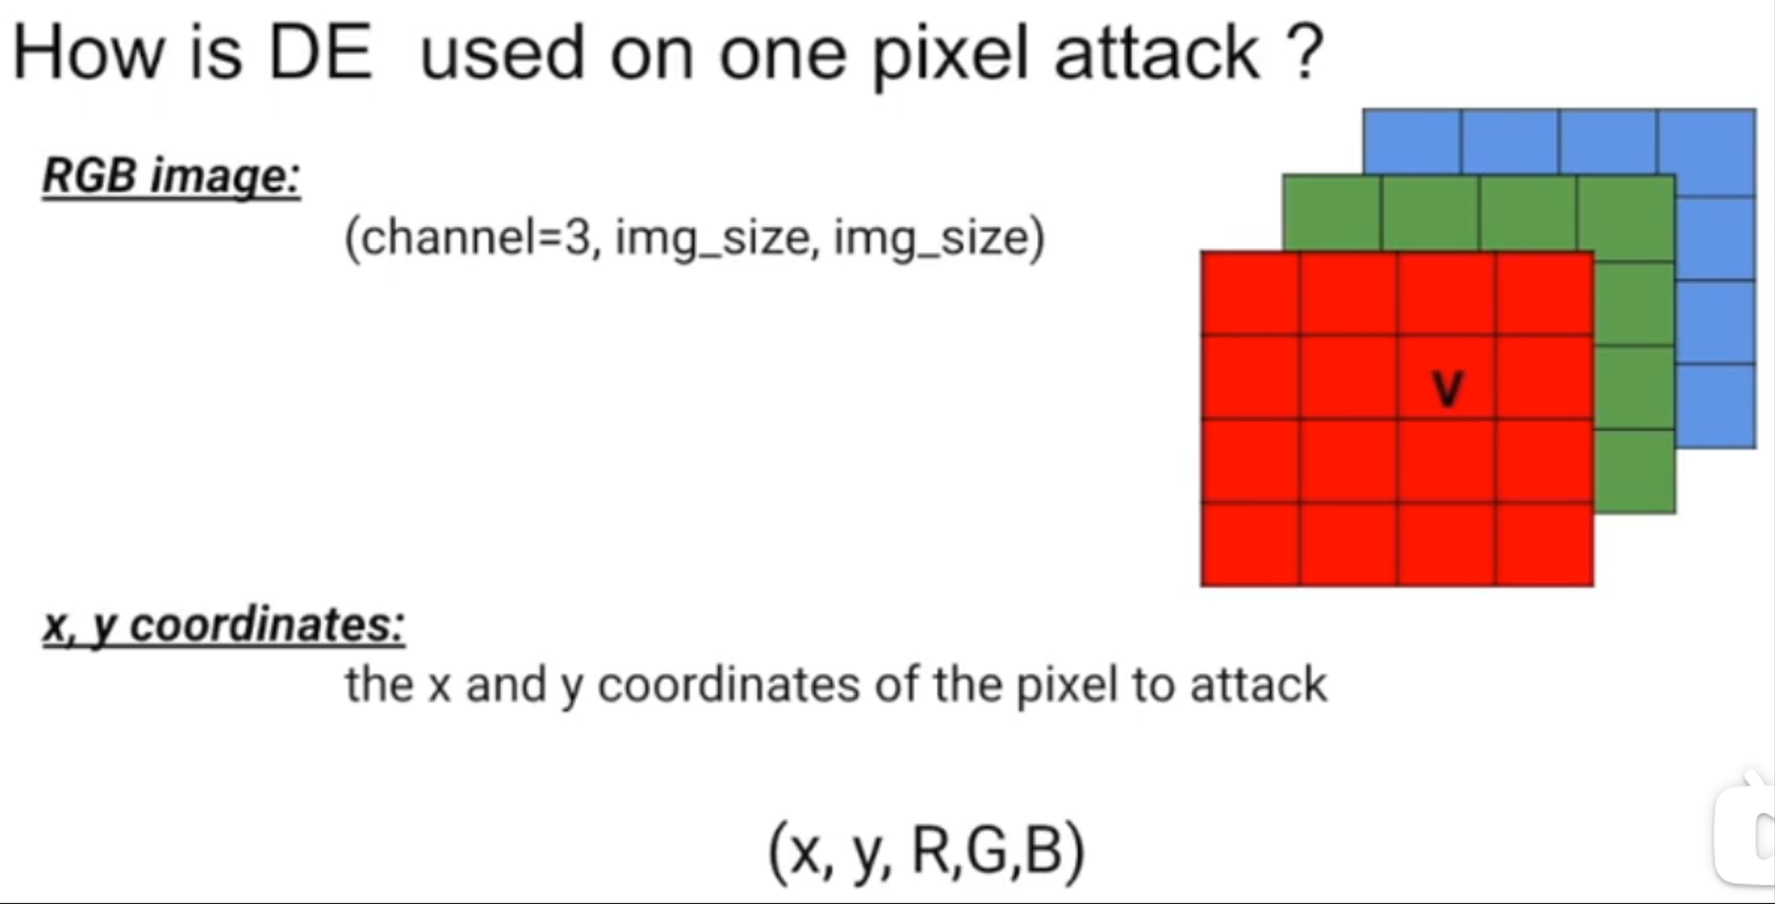 How is DE used on one pixel attack ?
RGB image:
(channel=3, img_size, img_size)
V
x, y coordinates:
the x and y coordinates of the pixel to attack
(x, y, R,G,B)